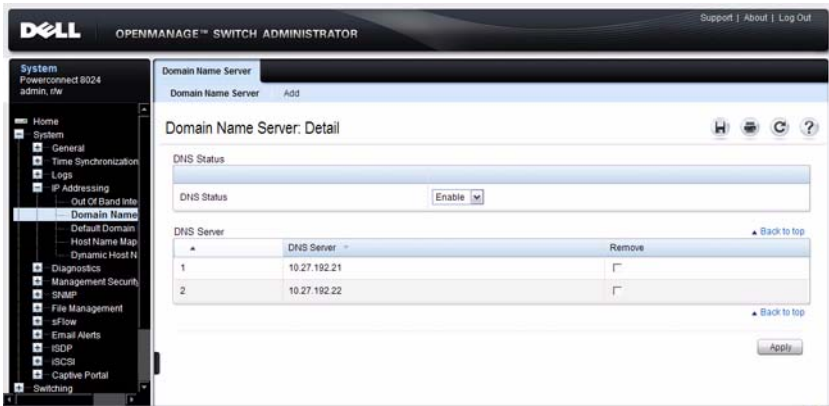 Support | About | Log Out
DELL OPENMANAGE™ SWITCH ADMINISTRATOR
System
Powerconnect 8024
admin, r/w
Home
System
General
Time Synchronization
Logs
IP Addressing
Out Of Band Inte
Domain Name
Default Domain
Host Name Map
Dynamic Host N
Diagnostics
Management Security
SNMP
File Management
sFlow
Email Alerts
ISDP
iSCSI
Captive Portal
Switching
Domain Name Server
Domain Name Server Add
Domain Name Server: Detail
DNS Status
DNS Status Enable
DNS Server Back to top
DNS Server Remove
1 10.27.192.21
2 10.27.192.22
Back to top
Apply